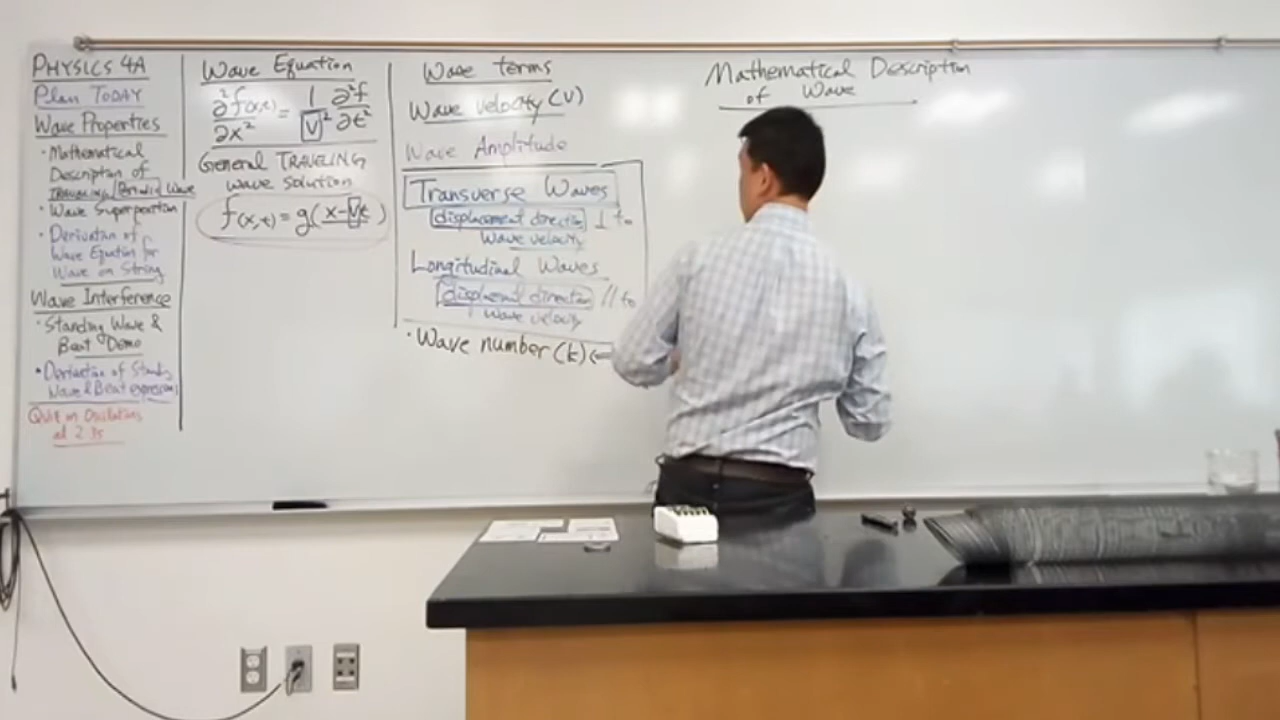 PHYSICS 4A
Plan TODAY
Wave Properties
• Mathematical
Description of
TRAVELING/Periodic Wave
• Wave Superposition
• Derivation of
Wave Equation for
Wave on String
Wave Interference
• Standing Wave &
Beat Demo
• Derivation of Standing
Wave & Beat expression
Quiz on Oscillations
at 2:35
Wave Equation
∂²f(x,t)/∂x² = 1/v² ∂²f/∂t²
General TRAVELING
wave solution
f(x,t) = g(x-vt)
Wave terms
Wave velocity (v)
Wave Amplitude
Transverse Waves
displacement direction ⊥ to
Wave velocity
Longitudinal Waves
displacement direction // to
Wave velocity
• Wave number (k)
Mathematical Description
of Wave